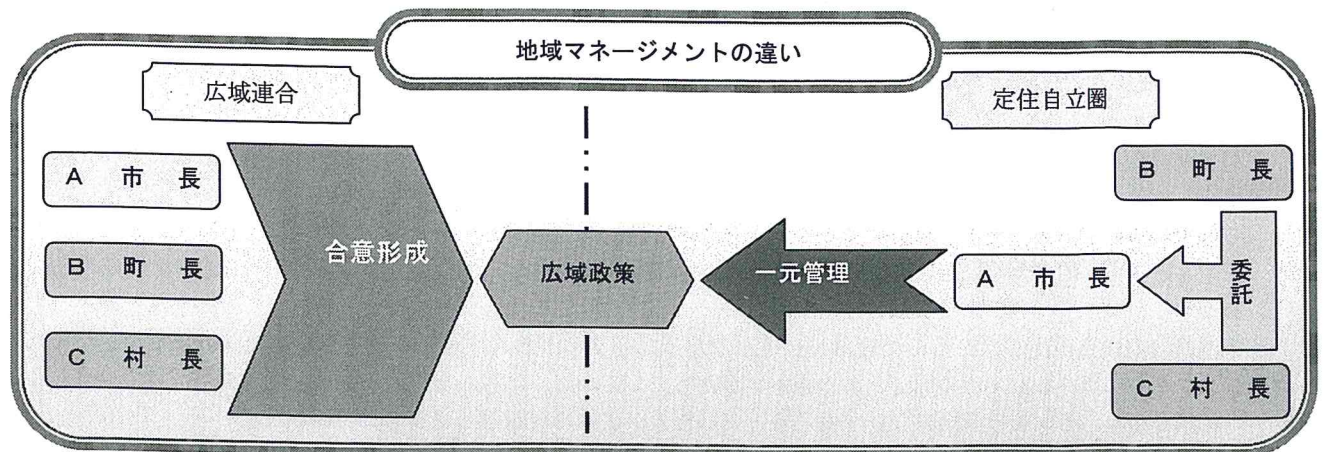 地域マネージメントの違い
広域連合
定住自立圏
A 市 長
B 町 長
C 村 長
合意形成
広域政策
一元管理
A 市 長
B 町 長
委託
C 村 長